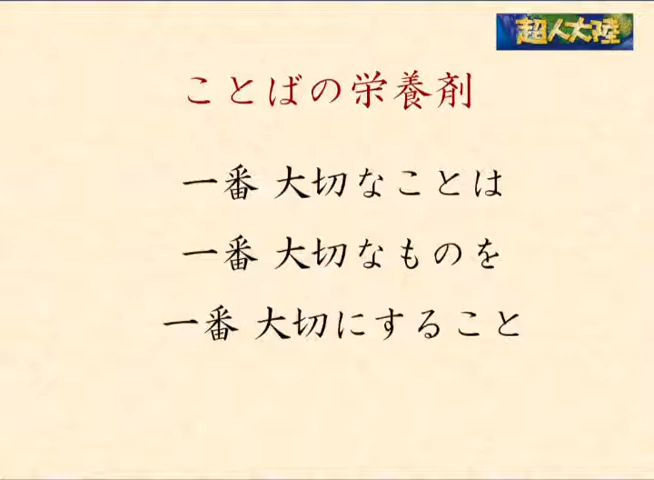 超人大陸
ことばの栄養剤
一番 大切なことは
一番 大切なものを
一番 大切にすること